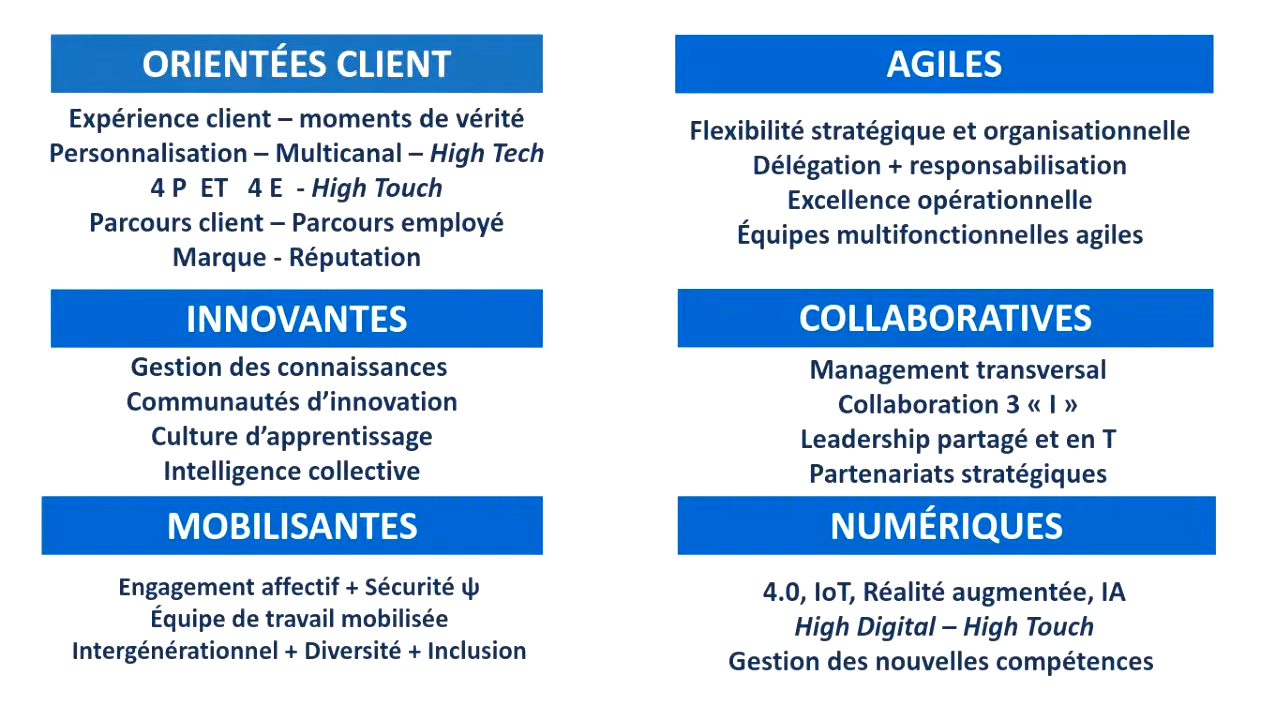 ORIENTÉES CLIENT
Expérience client – moments de vérité
Personnalisation – Multicanal – High Tech
4 P ET 4 E - High Touch
Parcours client – Parcours employé
Marque - Réputation
AGILES
Flexibilité stratégique et organisationnelle
Délégation + responsabilisation
Excellence opérationnelle
Équipes multifonctionnelles agiles
INNOVANTES
Gestion des connaissances
Communautés d’innovation
Culture d’apprentissage
Intelligence collective
COLLABORATIVES
Management transversal
Collaboration 3 « I »
Leadership partagé et en T
Partenariats stratégiques
MOBILISANTES
Engagement affectif + Sécurité ψ
Équipe de travail mobilisée
Intergénérationnel + Diversité + Inclusion
NUMÉRIQUES
4.0, IoT, Réalité augmentée, IA
High Digital – High Touch
Gestion des nouvelles compétences